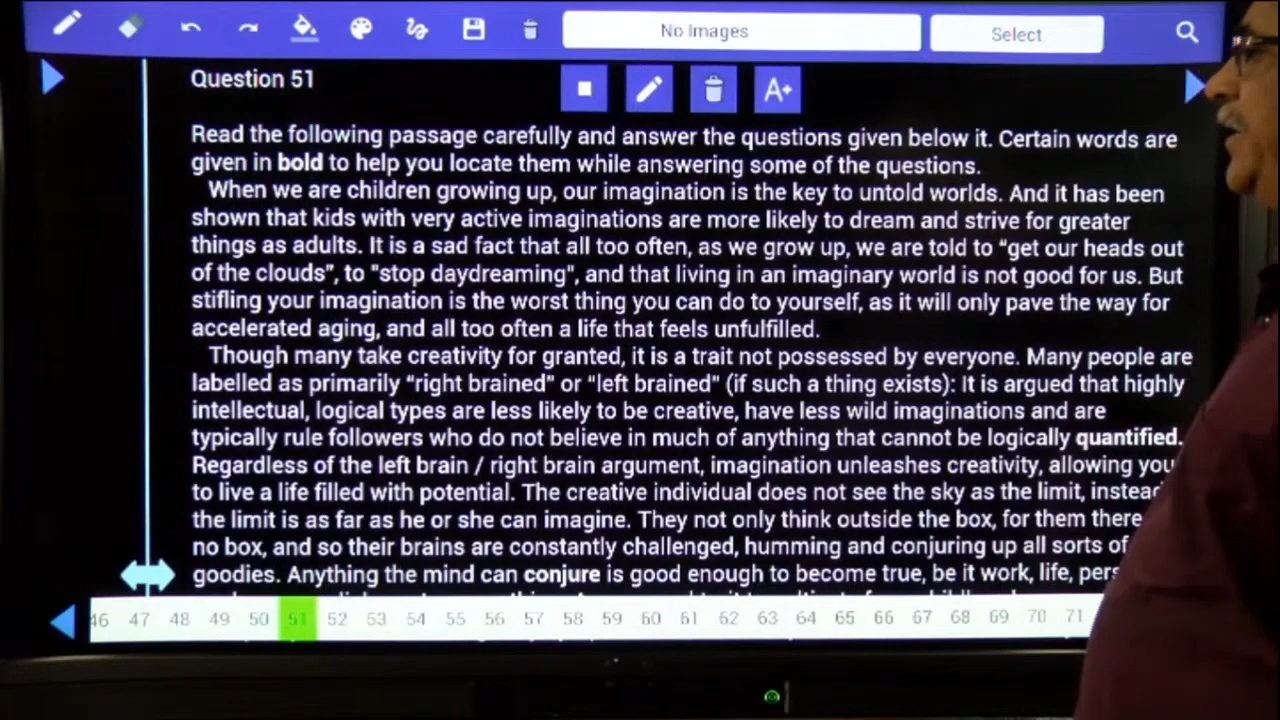 No Images
Select
Question 51
A+
Read the following passage carefully and answer the questions given below it. Certain words are
given in bold to help you locate them while answering some of the questions.
When we are children growing up, our imagination is the key to untold worlds. And it has been
shown that kids with very active imaginations are more likely to dream and strive for greater
things as adults. It is a sad fact that all too often, as we grow up, we are told to “get our heads out
of the clouds”, to "stop daydreaming", and that living in an imaginary world is not good for us. But
stifling your imagination is the worst thing you can do to yourself, as it will only pave the way for
accelerated aging, and all too often a life that feels unfulfilled.
Though many take creativity for granted, it is a trait not possessed by everyone. Many people are
labelled as primarily “right brained” or “left brained” (if such a thing exists): It is argued that highly
intellectual, logical types are less likely to be creative, have less wild imaginations and are
typically rule followers who do not believe in much of anything that cannot be logically quantified.
Regardless of the left brain / right brain argument, imagination unleashes creativity, allowing you
to live a life filled with potential. The creative individual does not see the sky as the limit, instead
the limit is as far as he or she can imagine. They not only think outside the box, for them there
no box, and so their brains are constantly challenged, humming and conjuring up all sorts of
goodies. Anything the mind can conjure is good enough to become true, be it work, life,
46 47 48 49 50 51 52 53 54 55 56 57 58 59 60 61 62 63 64 65 66 67 68 69 70 71